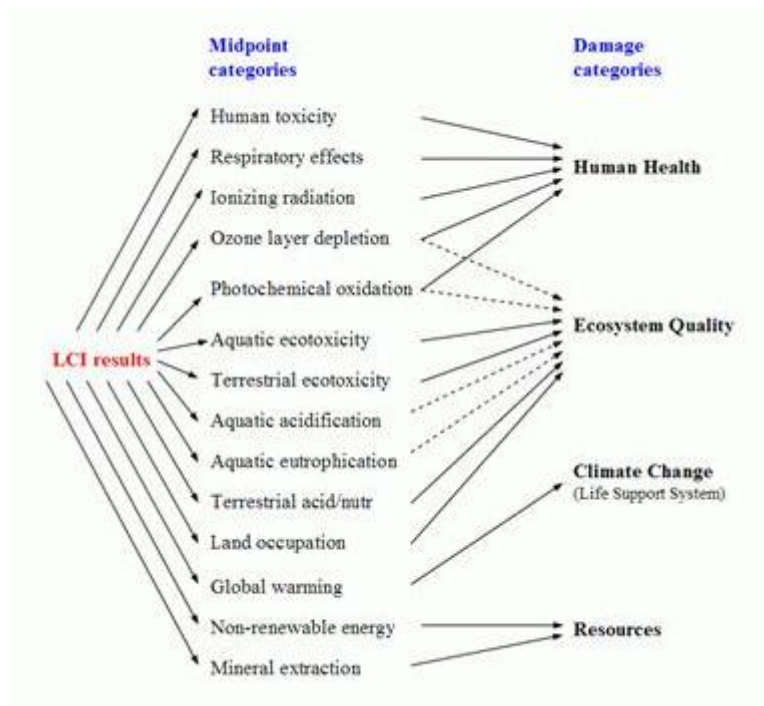 Midpoint
categories
Damage
categories
Human toxicity
Respiratory effects
Human Health
Ionizing radiation
Ozone layer depletion
Photochemical oxidation
Ecosystem Quality
Aquatic ecotoxicity
LCI results
Terrestrial ecotoxicity
Aquatic acidification
Aquatic eutrophication
Climate Change
(Life Support System)
Terrestrial acid/nutr
Land occupation
Global warming
Non-renewable energy
Resources
Mineral extraction